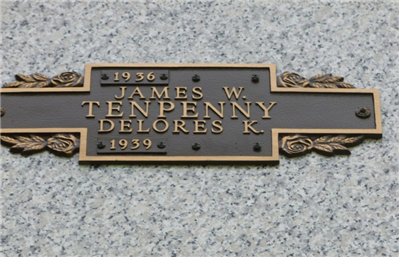 1936
JAMES W.
TENPENNY
DELORES K.
1939